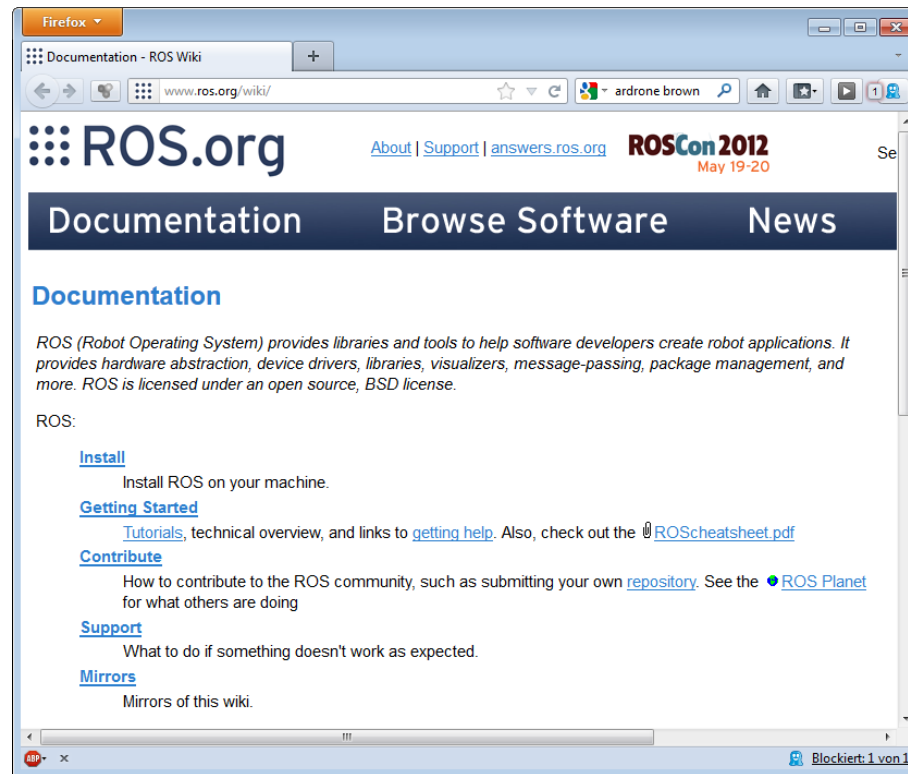 Firefox
Documentation - ROS Wiki
www.ros.org/wiki/
ardrone brown
1
ROS.org
About | Support | answers.ros.org
ROSCon 2012
May 19-20
Se
Documentation Browse Software News
Documentation
ROS (Robot Operating System) provides libraries and tools to help software developers create robot applications. It
provides hardware abstraction, device drivers, libraries, visualizers, message-passing, package management, and
more. ROS is licensed under an open source, BSD license.
ROS:
Install
Install ROS on your machine.
Getting Started
Tutorials, technical overview, and links to getting help. Also, check out the ROScheatsheet.pdf
Contribute
How to contribute to the ROS community, such as submitting your own repository. See the ROS Planet
for what others are doing
Support
What to do if something doesn't work as expected.
Mirrors
Mirrors of this wiki.
ABP
Blockiert: 1 von 1